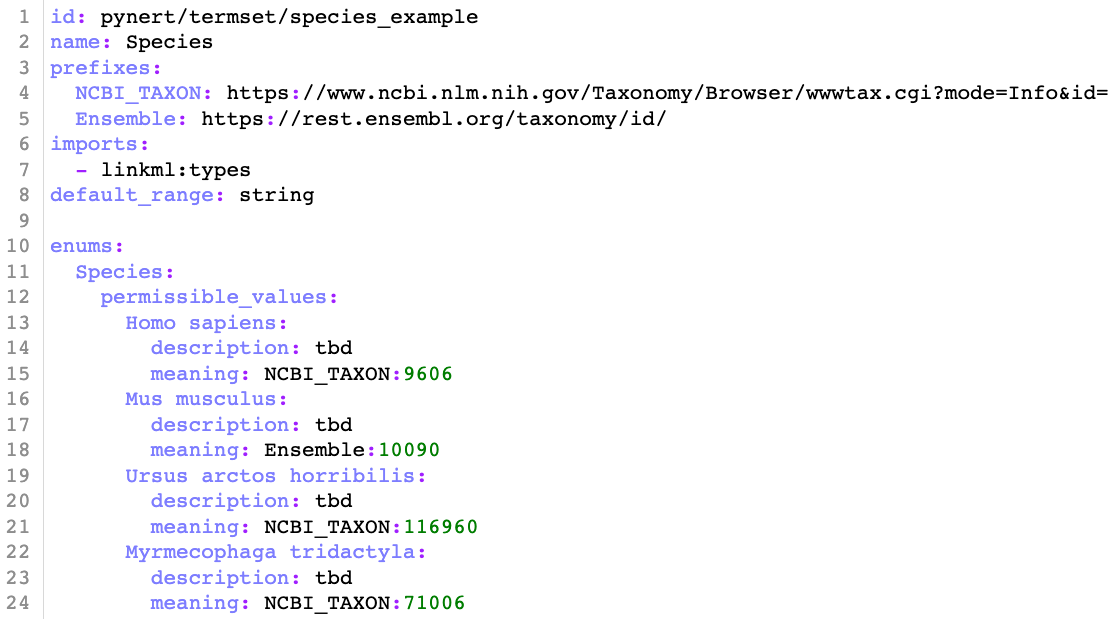 1 id: pynert/termset/species_example
2 name: Species
3 prefixes:
4   NCBI_TAXON: https://www.ncbi.nlm.nih.gov/Taxonomy/Browser/wwwtax.cgi?mode=Info&id=
5   Ensemble: https://rest.ensembl.org/taxonomy/id/
6 imports:
7   - linkml:types
8 default_range: string
9
10 enums:
11   Species:
12     permissible_values:
13       Homo sapiens:
14         description: tbd
15         meaning: NCBI_TAXON:9606
16       Mus musculus:
17         description: tbd
18         meaning: Ensemble:10090
19       Ursus arctos horribilis:
20         description: tbd
21         meaning: NCBI_TAXON:116960
22       Myrmecophaga tridactyla:
23         description: tbd
24         meaning: NCBI_TAXON:71006